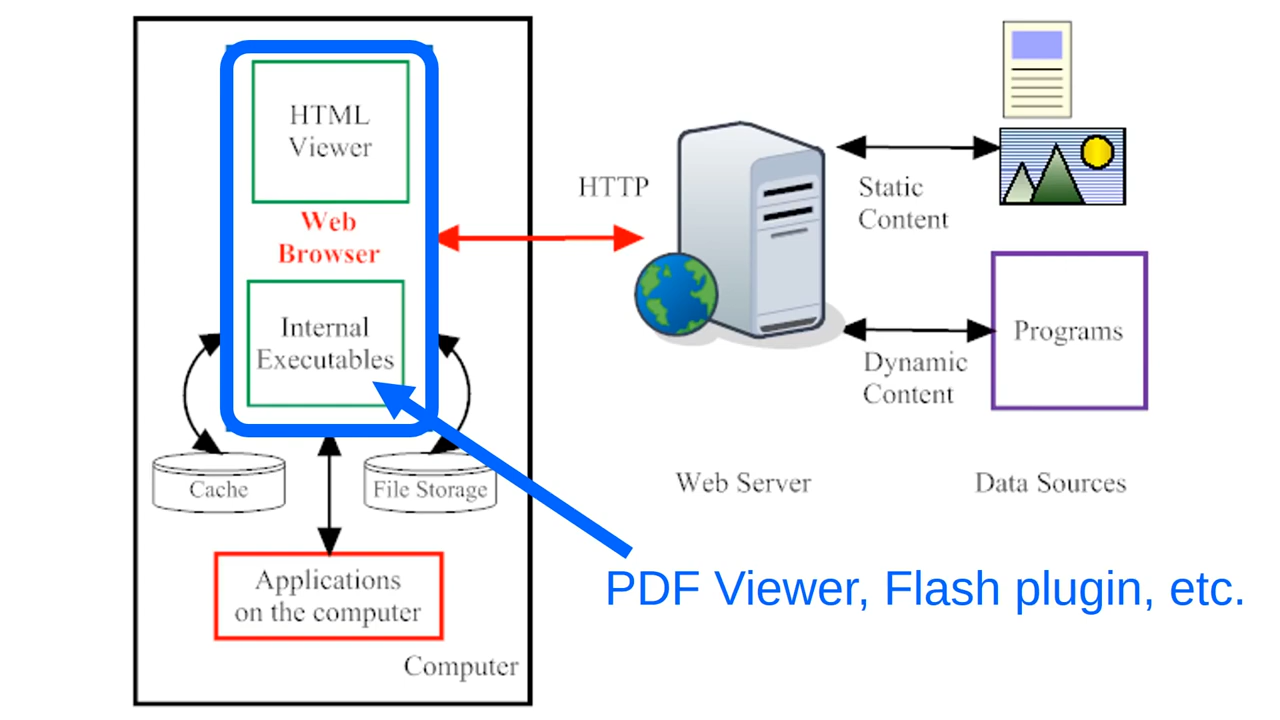 HTML
Viewer
Web
Browser
Internal
Executables
Cache
File Storage
Applications
on the computer
Computer
HTTP
Static
Content
Dynamic
Content
Programs
Web Server
Data Sources
PDF Viewer, Flash plugin, etc.